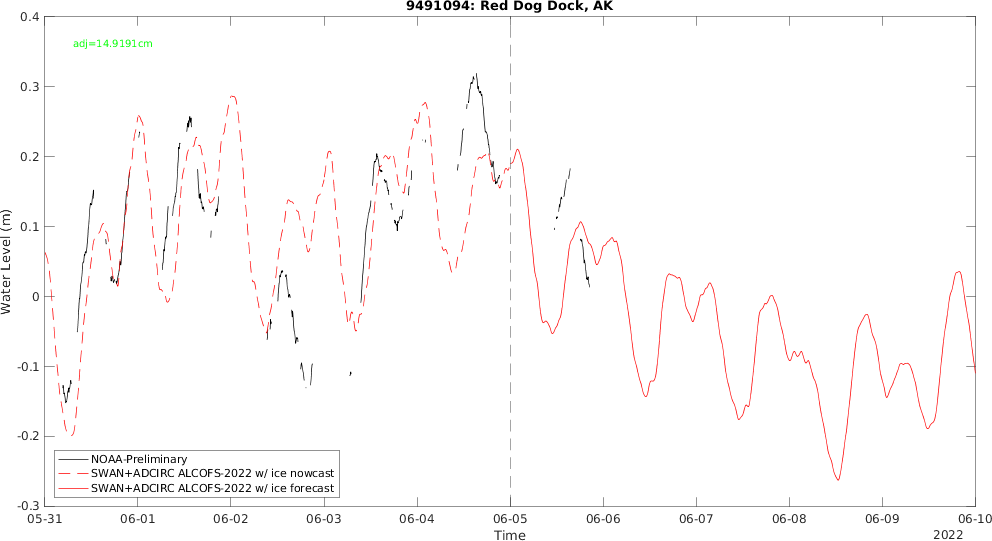 9491094: Red Dog Dock, AK
adj=14.9191cm
Water Level (m)
0.4
0.3
0.2
0.1
0
-0.1
-0.2
-0.3
NOAA-Preliminary
SWAN+ADCIRC ALCOFS-2022 w/ ice nowcast
SWAN+ADCIRC ALCOFS-2022 w/ ice forecast
05-31 06-01 06-02 06-03 06-04 06-05 06-06 06-07 06-08 06-09 06-10
Time
2022